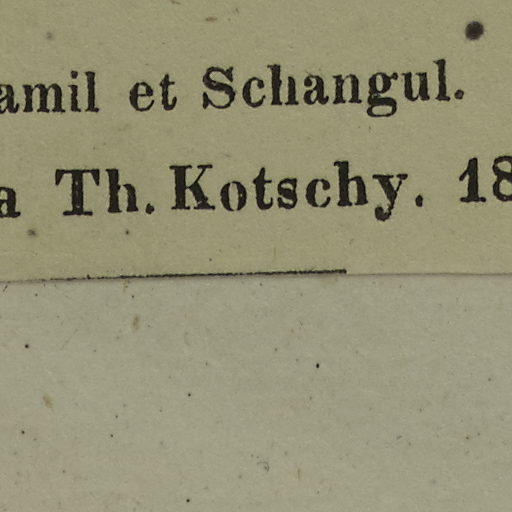 amil et Schangul.
a Th. Kotschy. 18